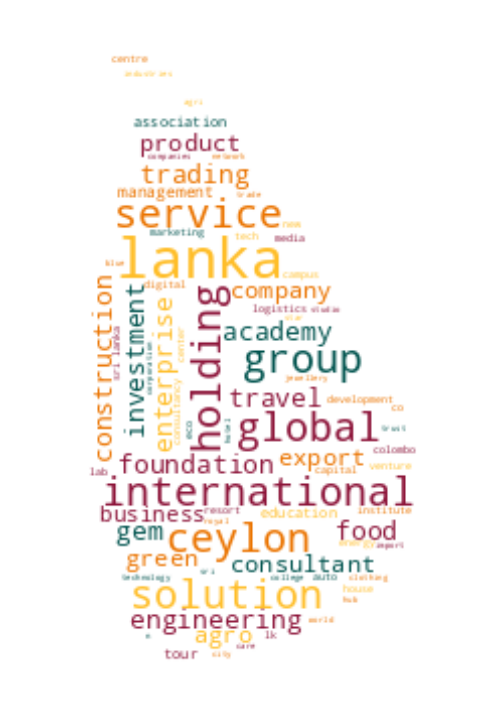 centre
industries
agri
association
product
companies network
trading
management trade
service
new
marketing tech media
lanka
blue
campus
digital
company
construction
investment
enterprise
holding
logistics studio
star
sri lanka
academy
corporation
center
group
jewellery
consultancy
travel development
co
eco
hotel
global trust
colombo
foundation export
lab
capital venture
international
business resort education institute
royal
gem ceylon food
energy import
green consultant
sri
technology college auto clothing
solution house
hub
engineering world
e
agro lk
care
tour city